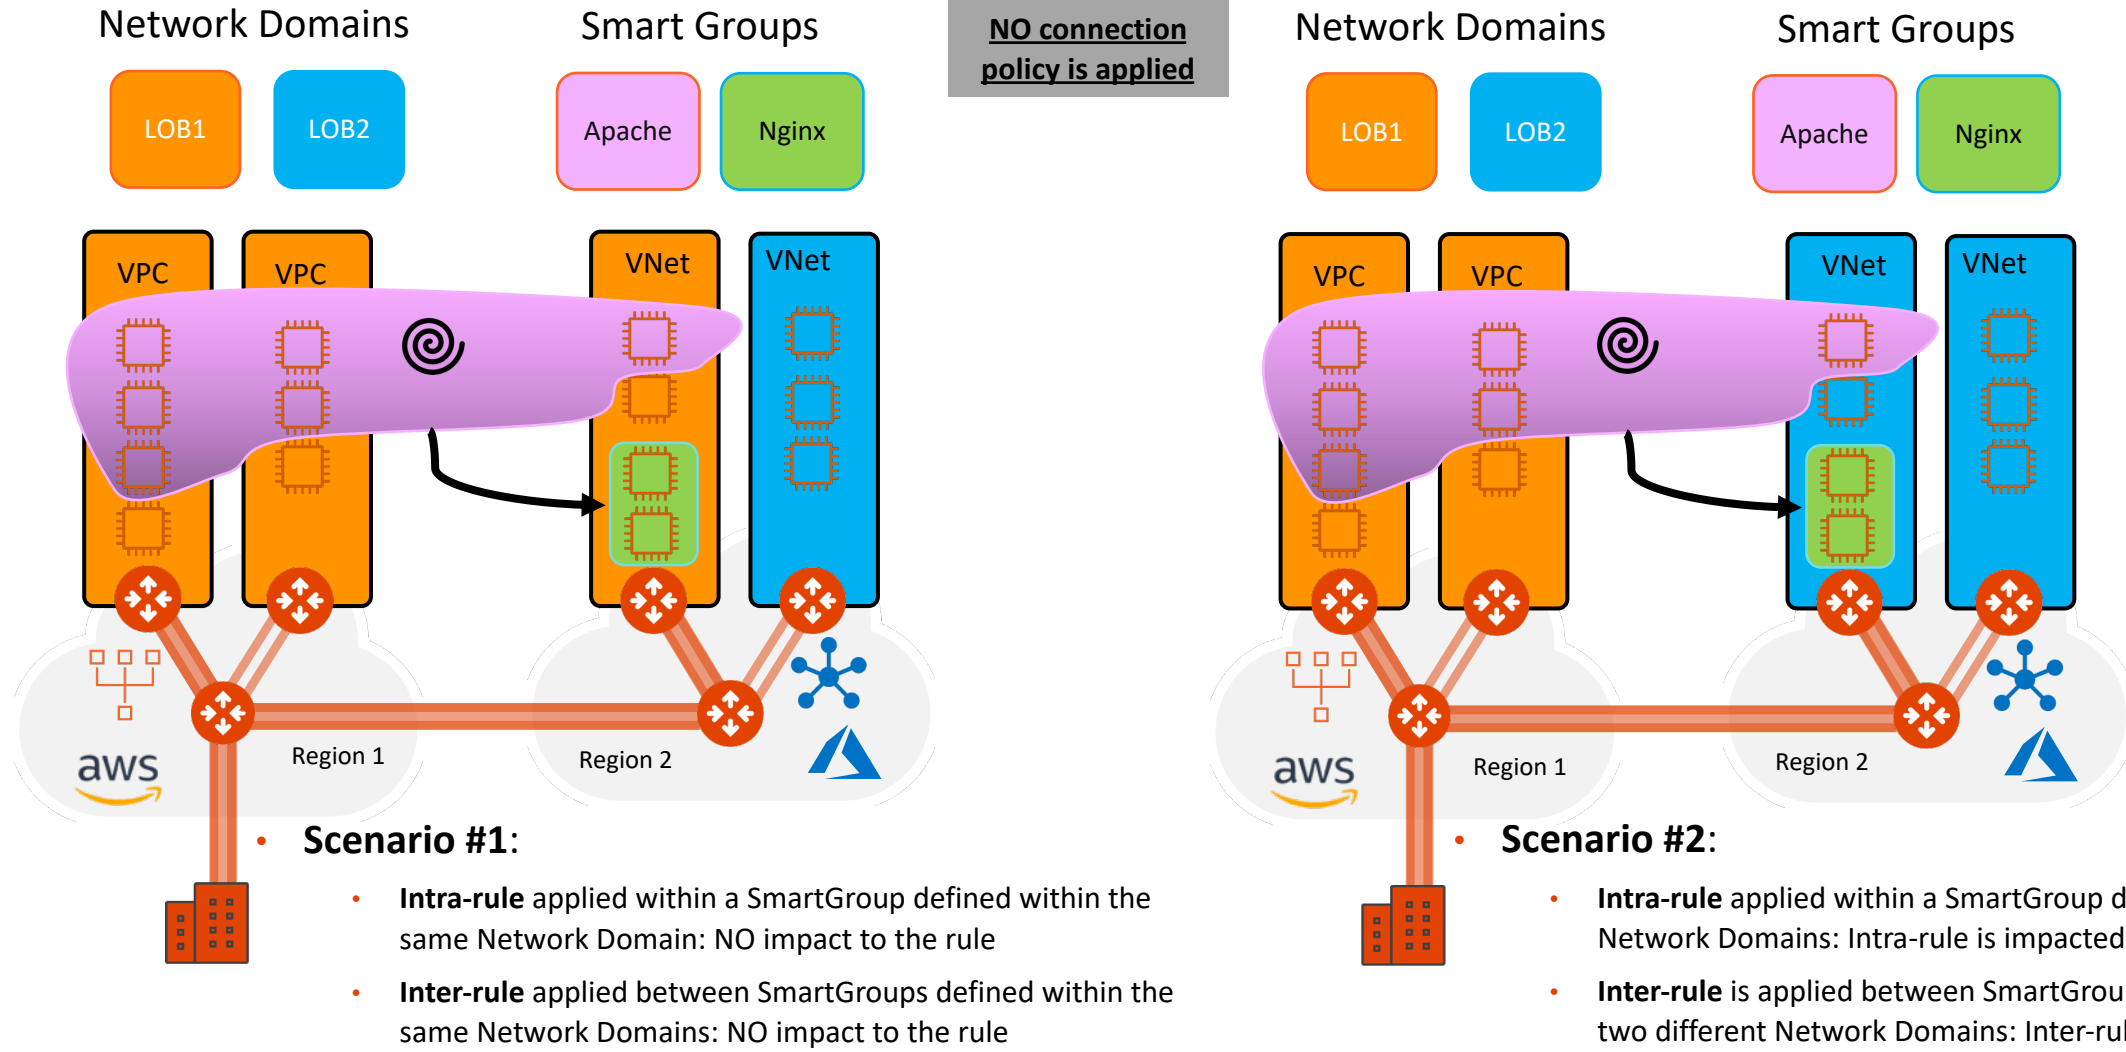 Network Domains
Smart Groups
NO connection
policy is applied
Network Domains
Smart Groups
LOB1
LOB2
Apache
Nginx
LOB1
LOB2
Apache
Nginx
VPC
VPC
VNet
VNet
VPC
VPC
VNet
VNet
Region 1
Region 2
aws
Region 1
Region 2
aws
• Scenario #1:
• Intra-rule applied within a SmartGroup defined within the
same Network Domain: NO impact to the rule
• Inter-rule applied between SmartGroups defined within the
same Network Domains: NO impact to the rule
• Scenario #2:
• Intra-rule applied within a SmartGroup d
Network Domains: Intra-rule is impacted
• Inter-rule is applied between SmartGrou
two different Network Domains: Inter-rul